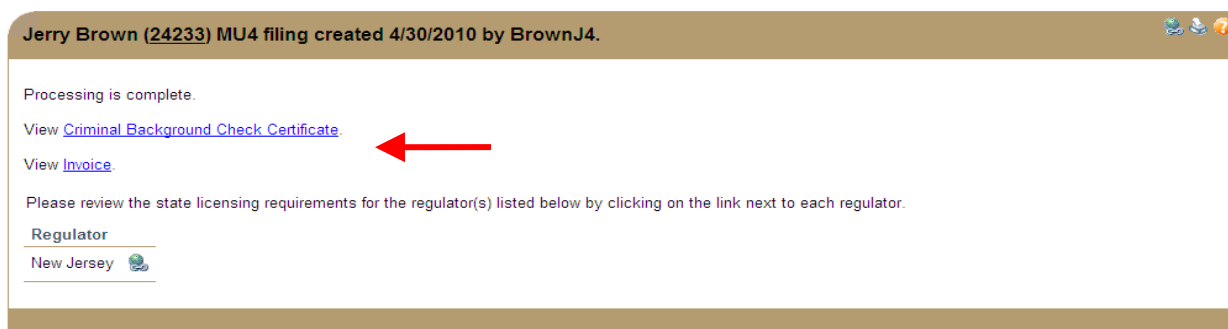 Jerry Brown (24233) MU4 filing created 4/30/2010 by BrownJ4.
Processing is complete.
View Criminal Background Check Certificate.
View Invoice.
Please review the state licensing requirements for the regulator(s) listed below by clicking on the link next to each regulator.
Regulator
New Jersey